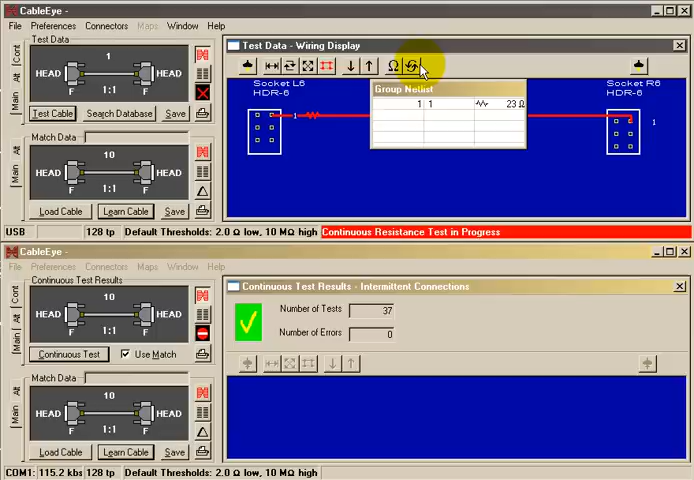 CableEye -
File Preferences Connectors Maps Window Help
Test Data
1
HEAD HEAD
F 1:1 F
Test Cable Search Database Save
Match Data
10
HEAD HEAD
F 1:1 F
Load Cable Learn Cable Save
Main Alt Cont
Test Data - Wiring Display
Ω
Socket L6
HDR-6
1
Group Netlist
1 1 23 Ω
Socket R6
HDR-6
1
USB 128 tp Default Thresholds: 2.0 Ω low, 10 MΩ high Continuous Resistance Test in Progress
CableEye -
File Preferences Connectors Maps Window Help
Continuous Test Results
10
HEAD HEAD
F 1:1 F
Continuous Test Use Match
Match Data
10
HEAD HEAD
F 1:1 F
Load Cable Learn Cable Save
Main Alt Cont
Continuous Test Results - Intermittent Connections
Number of Tests 37
Number of Errors 0
COM1: 115.2 kbs 128 tp Default Thresholds: 2.0 Ω low, 10 MΩ high